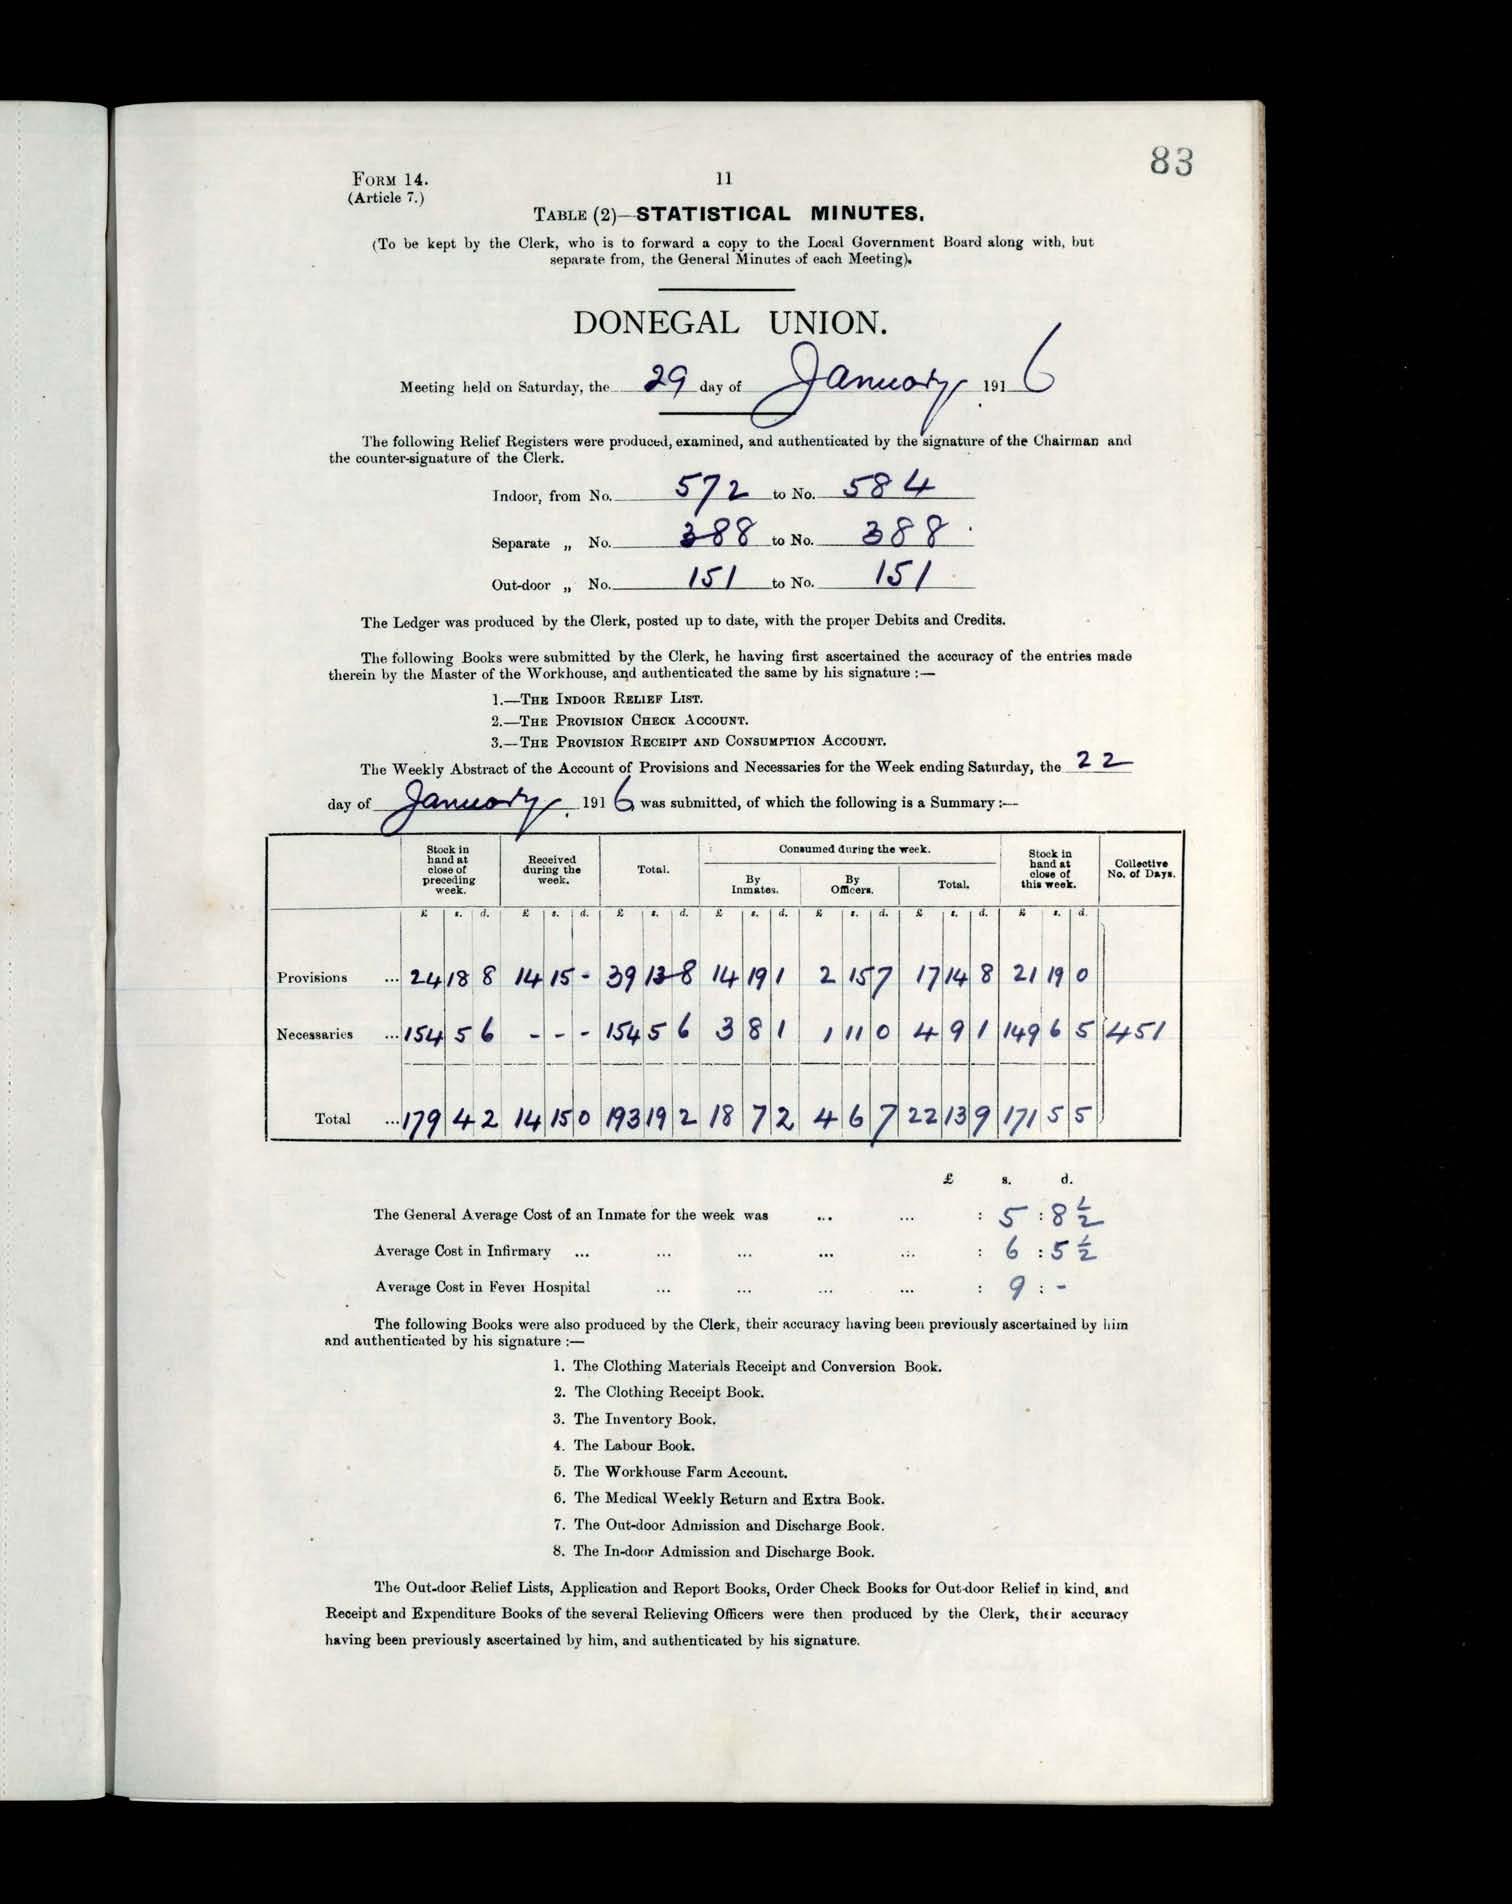 83
FORM 14.
11
(Article 7.)
TABLE (2)—STATISTICAL MINUTES.
(To be kept by the Clerk, who is to forward a copy to the Local Government Board along with, but
separate from, the General Minutes of each Meeting).
DONEGAL UNION.
Meeting held on Saturday, the 29 day of January 1916
The following Relief Registers were produced, examined, and authenticated by the signature of the Chairman and
the counter-signature of the Clerk.
Indoor, from No. 572 to No. 584
Separate „ No. 388 to No. 388
Out-door „ No. 151 to No. 151
The Ledger was produced by the Clerk, posted up to date, with the proper Debits and Credits.
The following Books were submitted by the Clerk, he having first ascertained the accuracy of the entries made
therein by the Master of the Workhouse, and authenticated the same by his signature :—
1.—THE INDOOR RELIEF LIST.
2.—THE PROVISION CHECK ACCOUNT.
3.—THE PROVISION RECEIPT AND CONSUMPTION ACCOUNT.
The Weekly Abstract of the Account of Provisions and Necessaries for the Week ending Saturday, the 22
day of January 1916 was submitted, of which the following is a Summary :—
Stock in hand at close of preceding week. Received during the week. Total. Consumed during the week. Stock in hand at close of this week. Collective No. of Days.
By Inmates. By Officers. Total.
£ s. d. £ s. d. £ s. d. £ s. d. £ s. d. £ s. d. £ s. d.
Provisions ... 24 18 8 14 15 - 39 13 8 14 19 1 2 15 7 17 14 8 21 19 0
Necessaries ... 154 5 6 - - - 154 5 6 3 8 1 1 11 0 4 9 1 149 6 5 451
Total ... 179 4 2 14 15 0 193 19 2 18 7 2 4 6 7 22 13 9 171 5 5
£ s. d.
The General Average Cost of an Inmate for the week was ... ... : 5 : 8 1/2
Average Cost in Infirmary ... ... ... ... ... : 6 : 5 1/2
Average Cost in Fever Hospital ... ... ... ... : 9 : -
The following Books were also produced by the Clerk, their accuracy having been previously ascertained by him
and authenticated by his signature :—
1. The Clothing Materials Receipt and Conversion Book.
2. The Clothing Receipt Book.
3. The Inventory Book.
4. The Labour Book.
5. The Workhouse Farm Account.
6. The Medical Weekly Return and Extra Book.
7. The Out-door Admission and Discharge Book.
8. The In-door Admission and Discharge Book.
The Out-door Relief Lists, Application and Report Books, Order Check Books for Out-door Relief in kind, and
Receipt and Expenditure Books of the several Relieving Officers were then produced by the Clerk, their accuracy
having been previously ascertained by him, and authenticated by his signature.